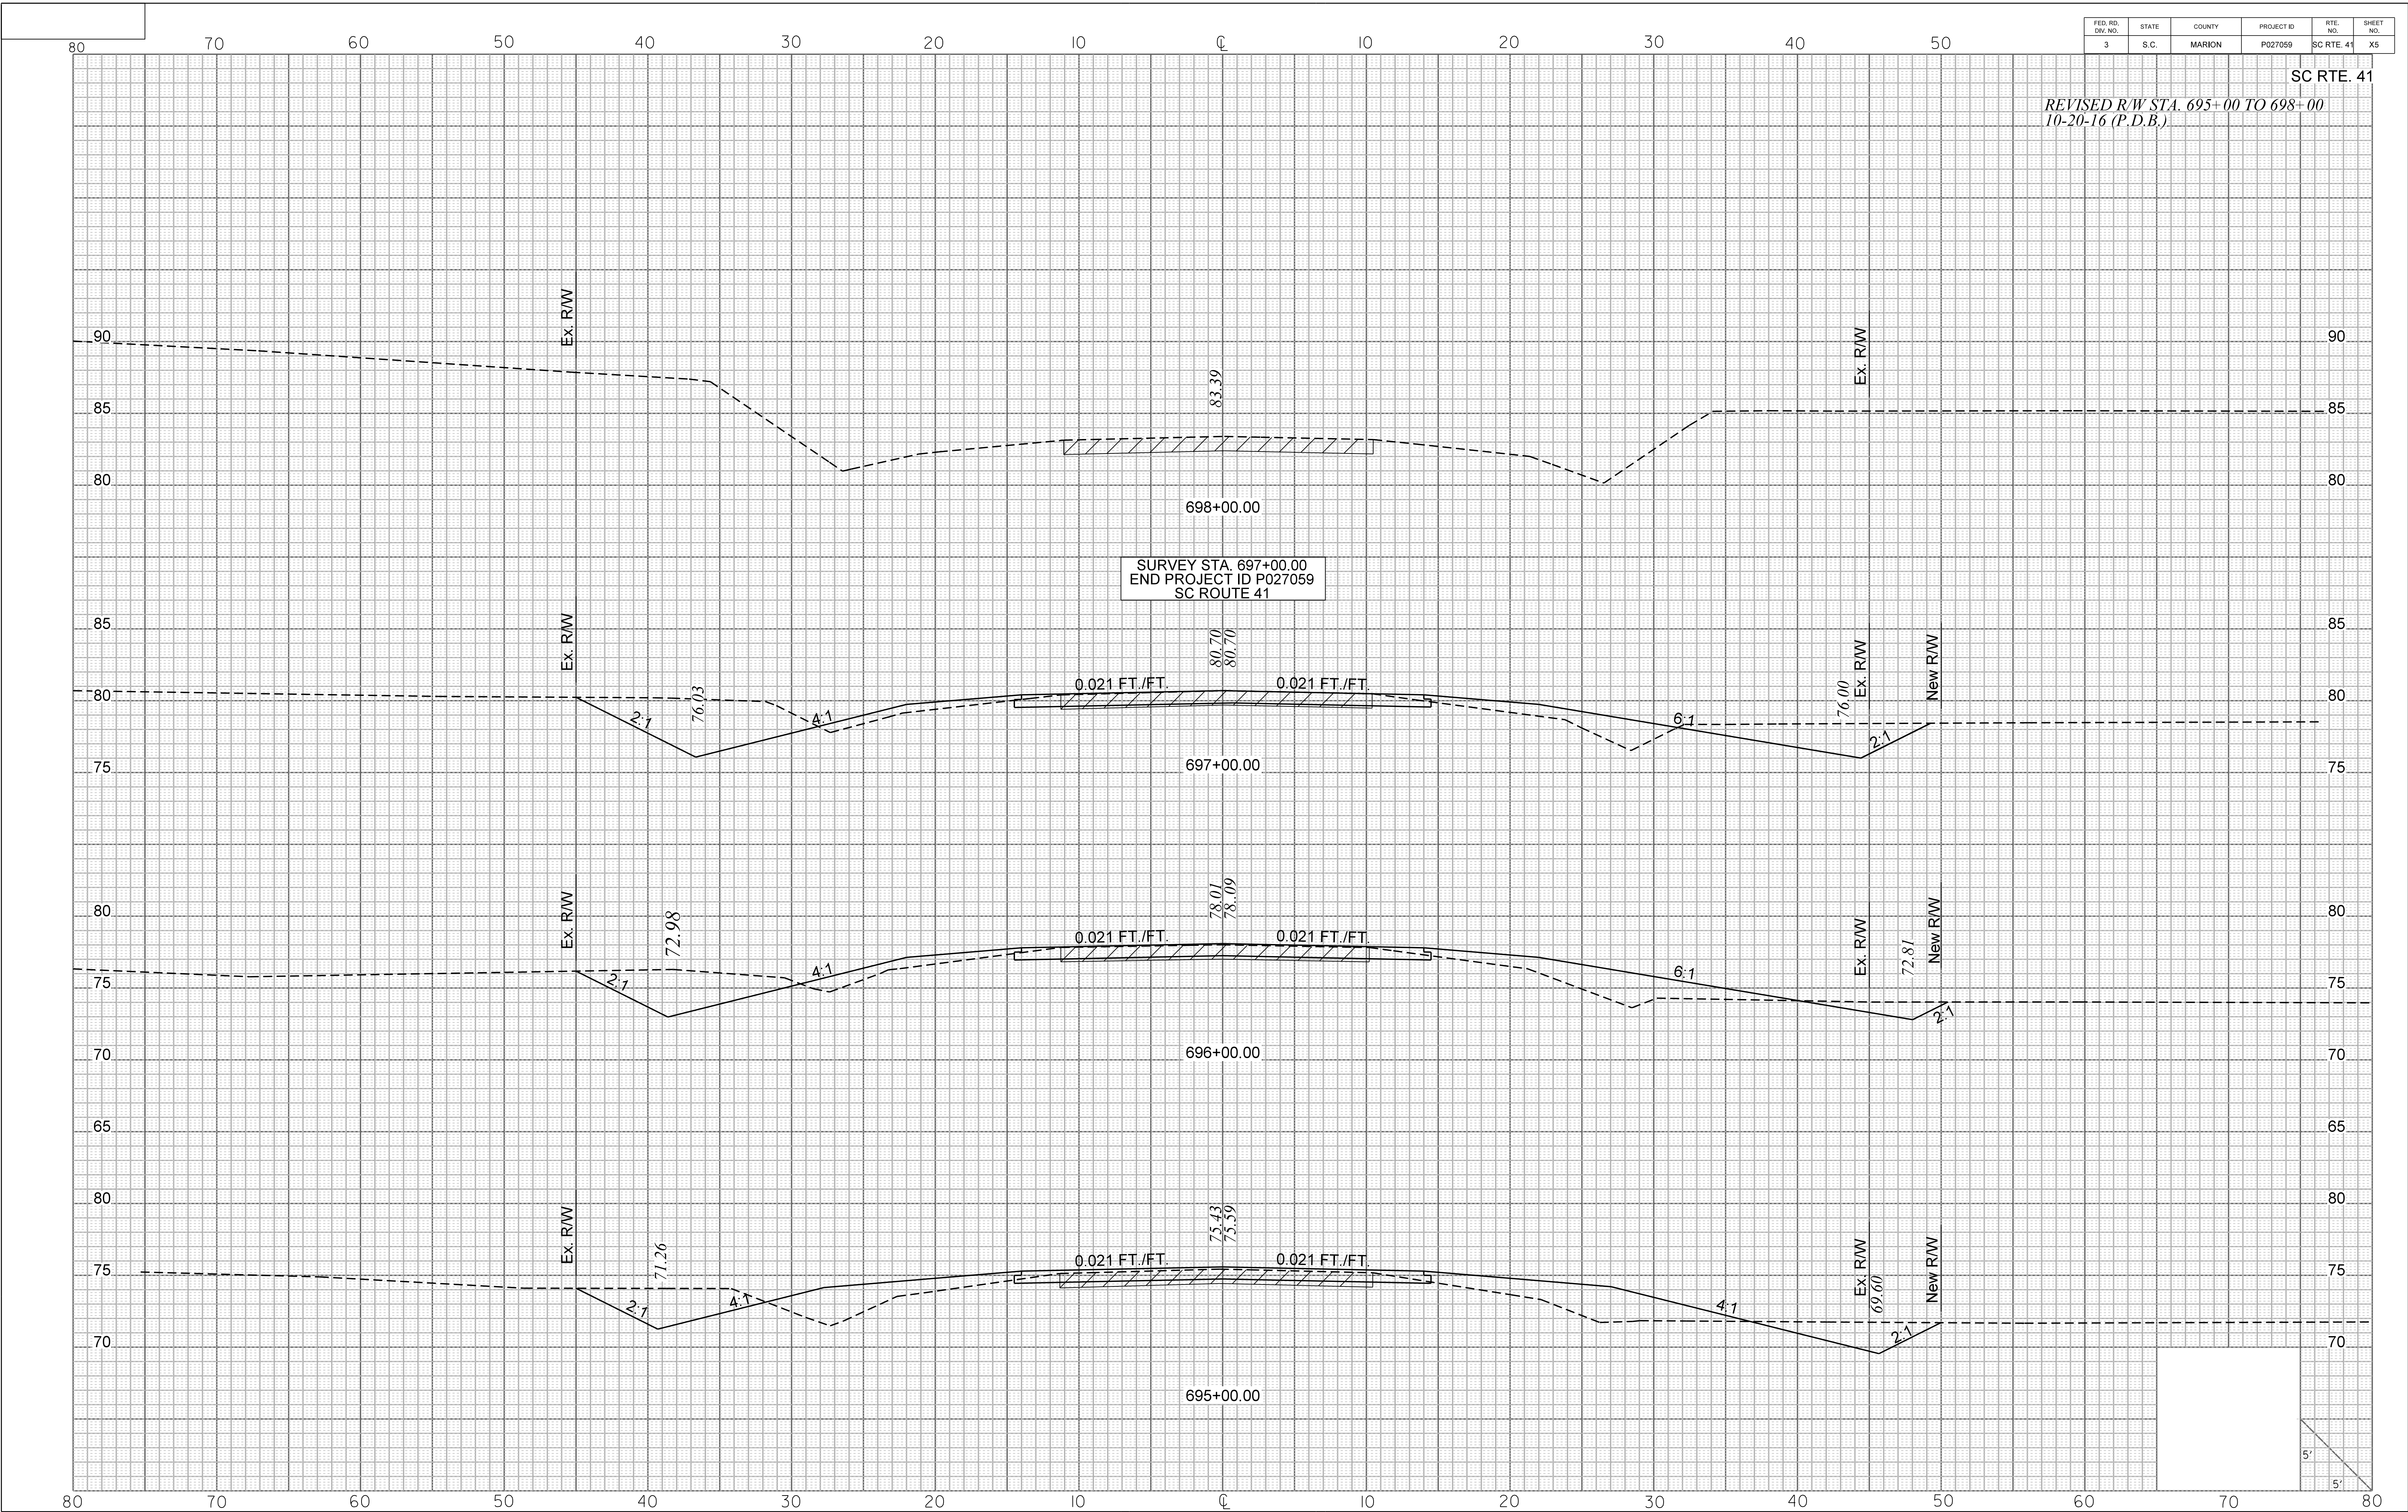 FED. RD. DIV. NO. STATE COUNTY PROJECT ID RTE. NO. SHEET NO.
3 S.C. MARION P027059 SC RTE. 41 X5
80 70 60 50 40 30 20 10 ℄ 10 20 30 40 50
SC RTE. 41
REVISED R/W STA. 695+00 TO 698+00
10-20-16 (P.D.B.)
Ex. R/W
Ex. R/W
90 90
83.39
85 85
80 80
698+00.00
SURVEY STA. 697+00.00
END PROJECT ID P027059
SC ROUTE 41
85 Ex. R/W 80.70 80.70 Ex. R/W New R/W 85
76.03 0.021 FT./FT. 0.021 FT./FT. 76.00
80 80
2:1 4:1 6:1 2:1
75 697+00.00 75
Ex. R/W 72.98 78.01 78.09 Ex. R/W 72.81 New R/W
80 80
0.021 FT./FT. 0.021 FT./FT.
2:1 4:1 6:1 2:1
75 75
70 696+00.00 70
65 65
80 80
Ex. R/W 71.26 75.43 75.59 Ex. R/W 69.60 New R/W
0.021 FT./FT. 0.021 FT./FT.
75 75
2:1 4:1 4:1 2:1
70 70
695+00.00
5'
5'
80 70 60 50 40 30 20 10 ℄ 10 20 30 40 50 60 70 80